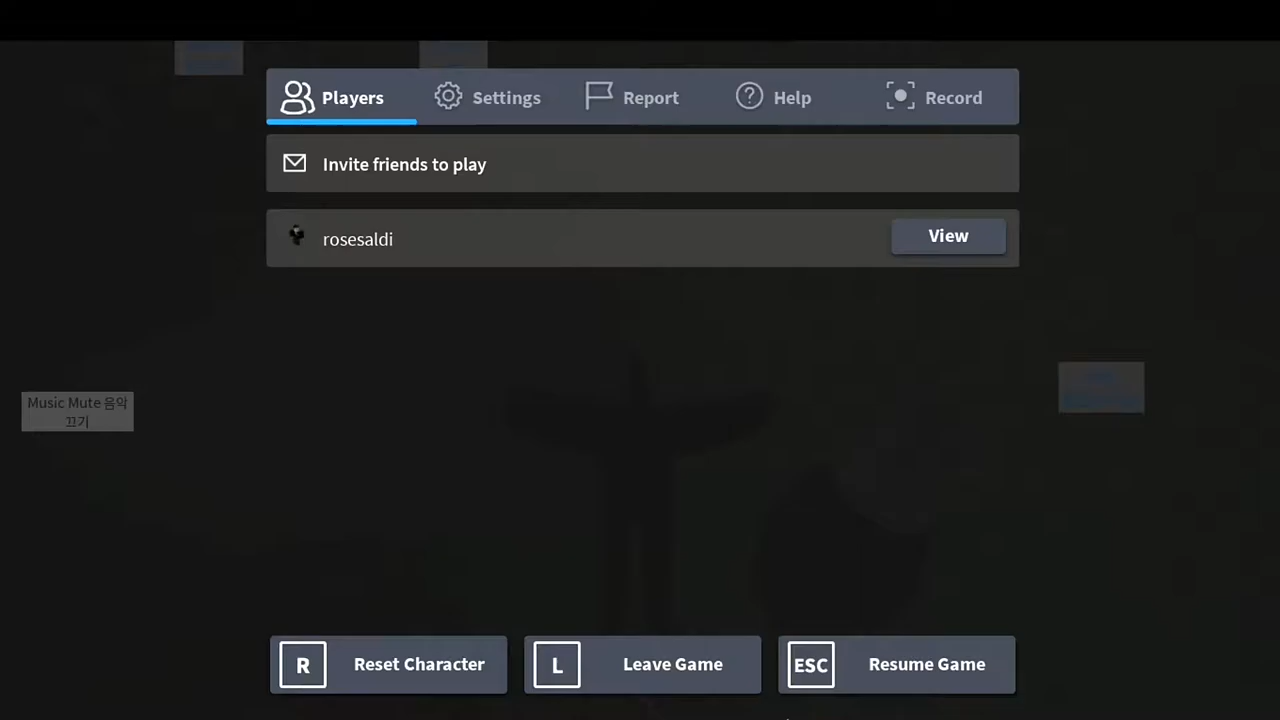 Players Settings Report Help Record
Invite friends to play
rosesaldi View
Music Mute 음악
끄기
R Reset Character L Leave Game ESC Resume Game